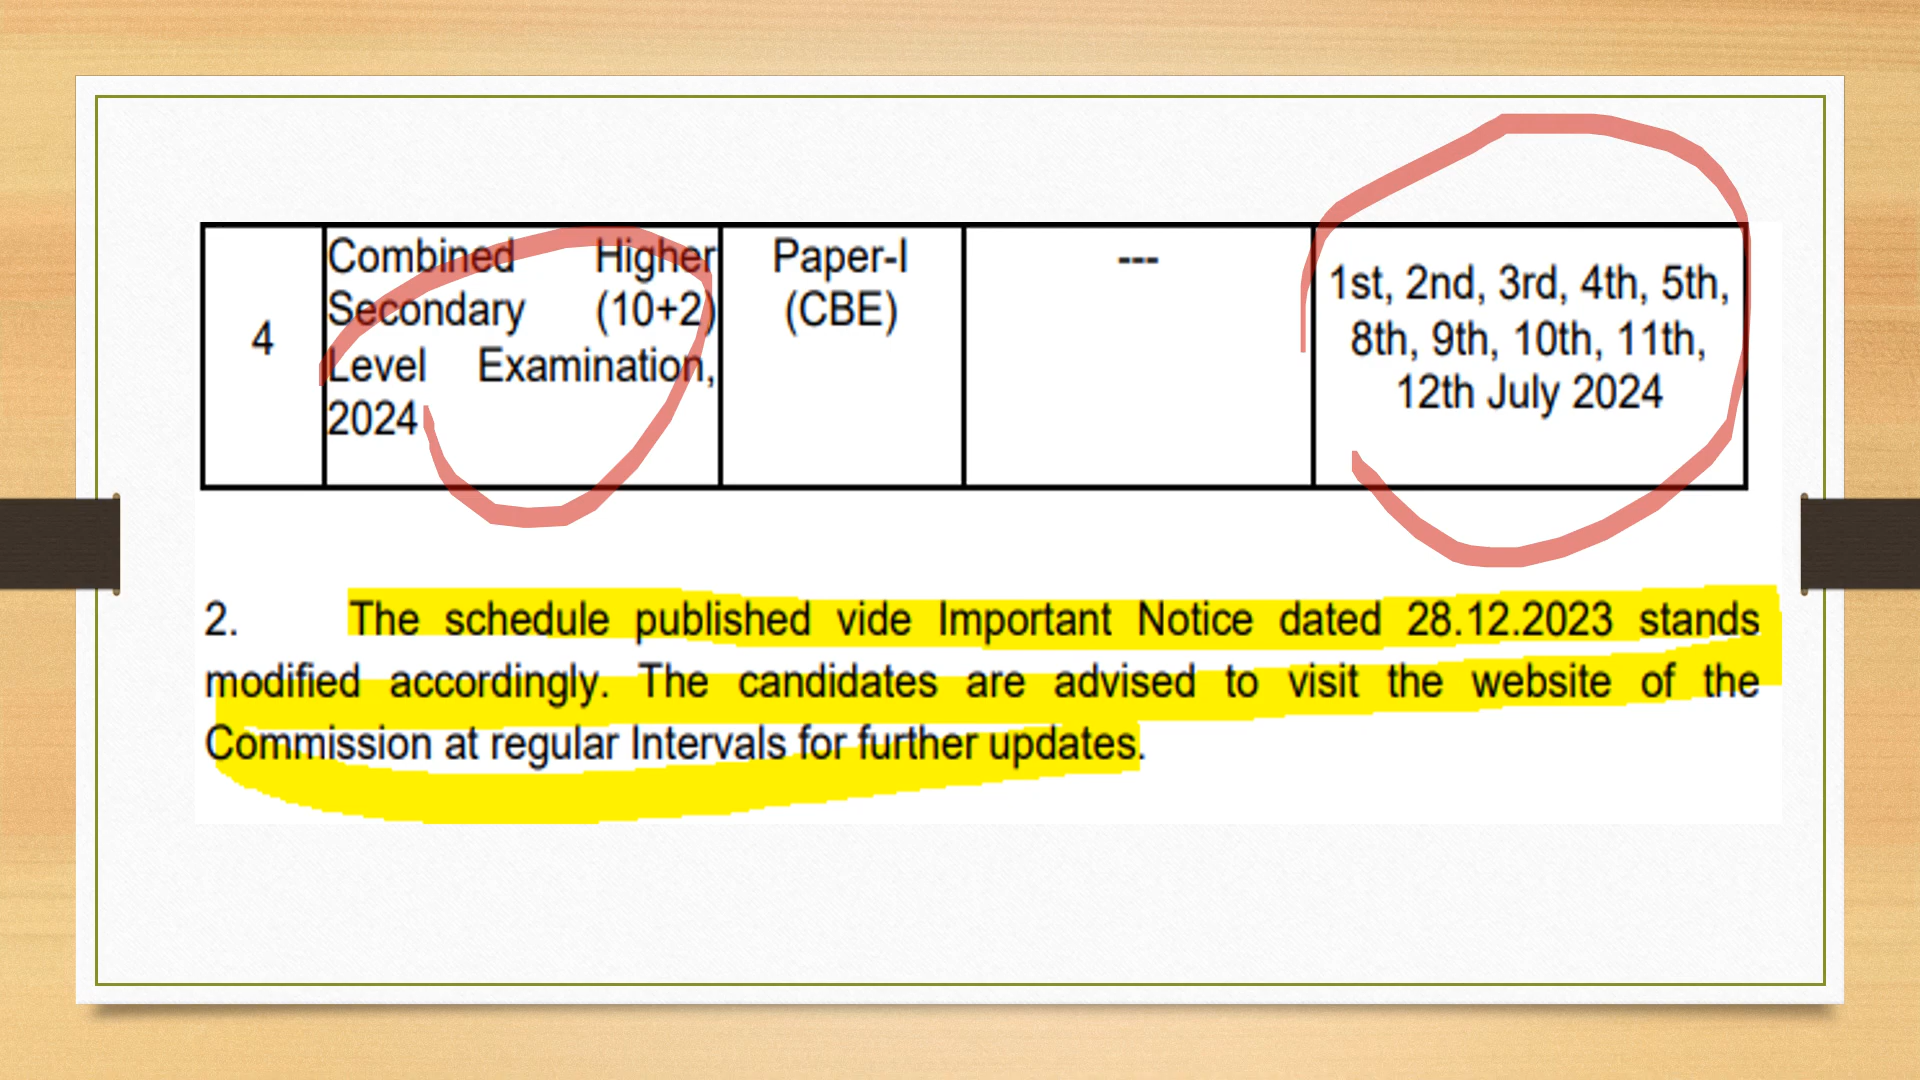 4
Combined Higher
Secondary (10+2)
Level Examination,
2024
Paper-I
(CBE)
---
1st, 2nd, 3rd, 4th, 5th,
8th, 9th, 10th, 11th,
12th July 2024
2. The schedule published vide Important Notice dated 28.12.2023 stands
modified accordingly. The candidates are advised to visit the website of the
Commission at regular Intervals for further updates.